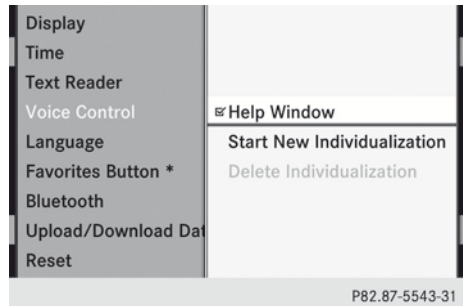 Display
Time
Text Reader
Voice Control
Help Window
Language
Start New Individualization
Favorites Button *
Delete Individualization
Bluetooth
Upload/Download Dat
Reset
P82.87-5543-31